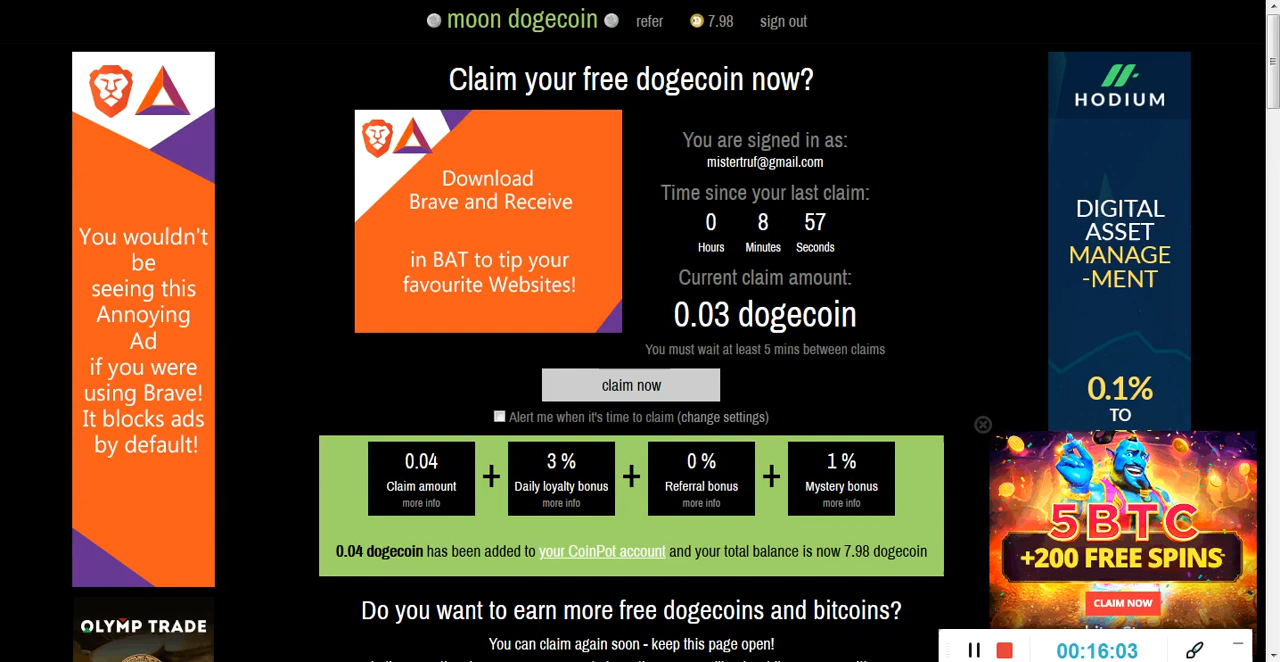 moon dogecoin refer 7.98 sign out
Claim your free dogecoin now?
You wouldn't
be
seeing this
Annoying
Ad
if you were
using Brave!
It blocks ads
by default!
OLYMP TRADE
Download
Brave and Receive
in BAT to tip your
favourite Websites!
You are signed in as:
mistertruf@gmail.com
Time since your last claim:
0 8 57
Hours Minutes Seconds
Current claim amount:
0.03 dogecoin
You must wait at least 5 mins between claims
claim now
Alert me when it's time to claim (change settings)
0.04 + 3 % + 0 % + 1 %
Claim amount Daily loyalty bonus Referral bonus Mystery bonus
more info more info more info more info
0.04 dogecoin has been added to your CoinPot account and your total balance is now 7.98 dogecoin
Do you want to earn more free dogecoins and bitcoins?
You can claim again soon - keep this page open!
HODIUM
DIGITAL
ASSET
MANAGE
-MENT
0.1%
TO
5 BTC
+200 FREE SPINS
CLAIM NOW
00:16:03